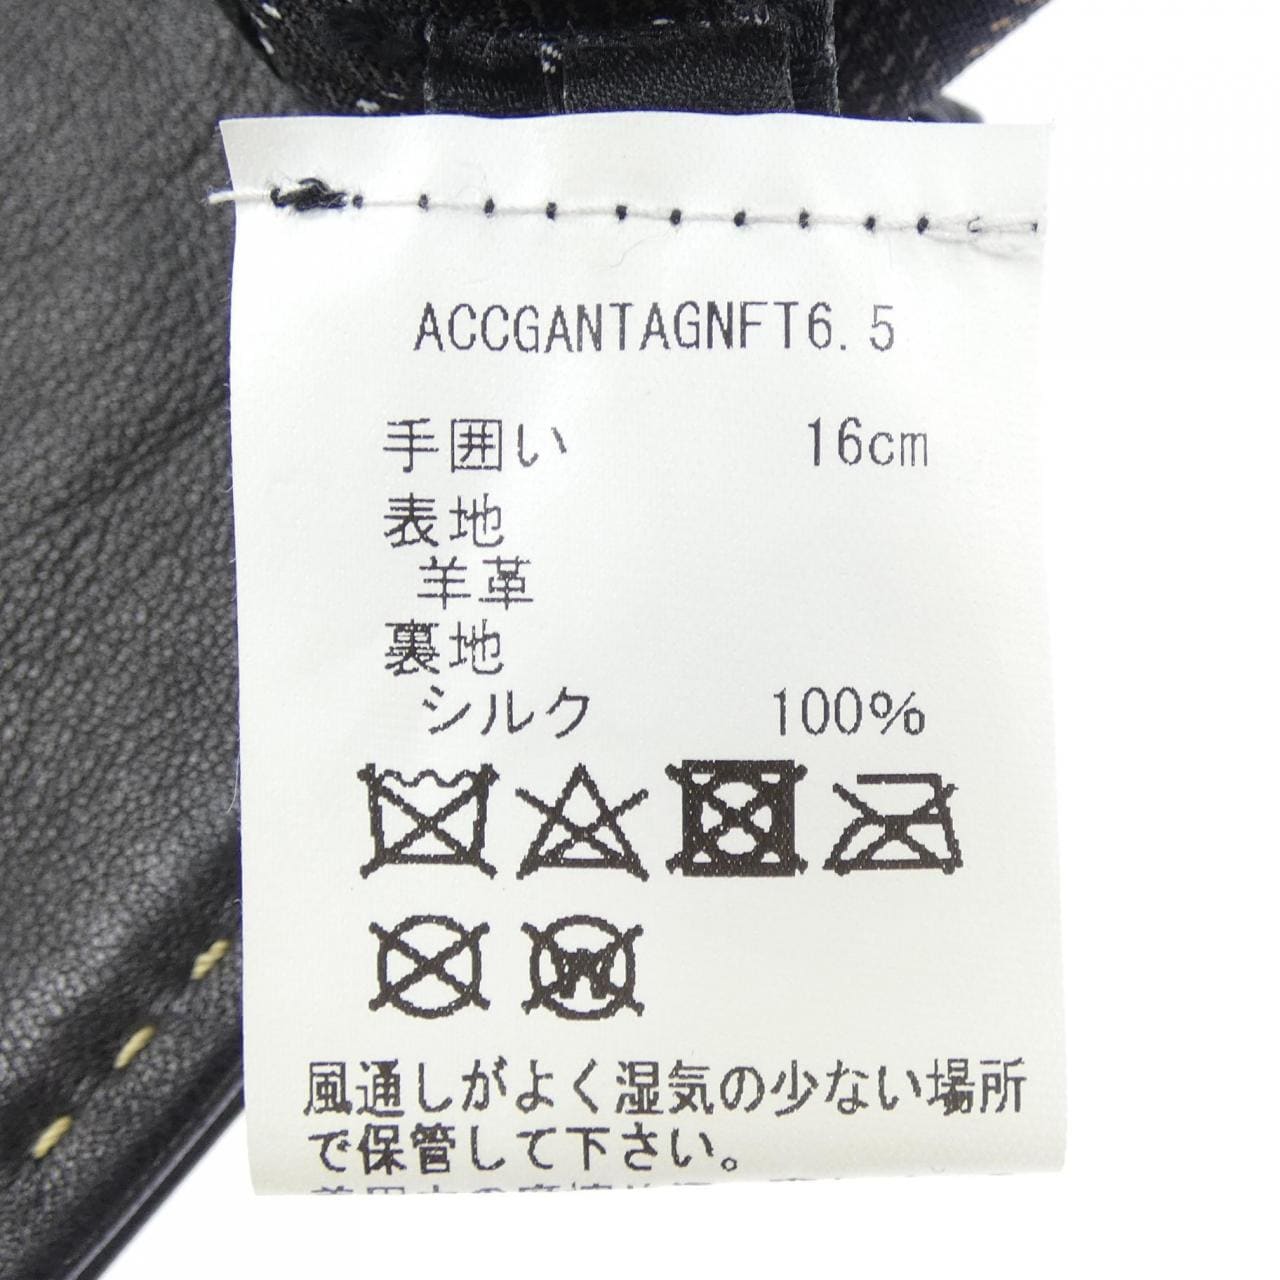 ACCGANTAGNFT6.5
手囲い 16cm
表地
羊革
裏地
シルク 100%
風通しがよく湿気の少ない場所
で保管して下さい。